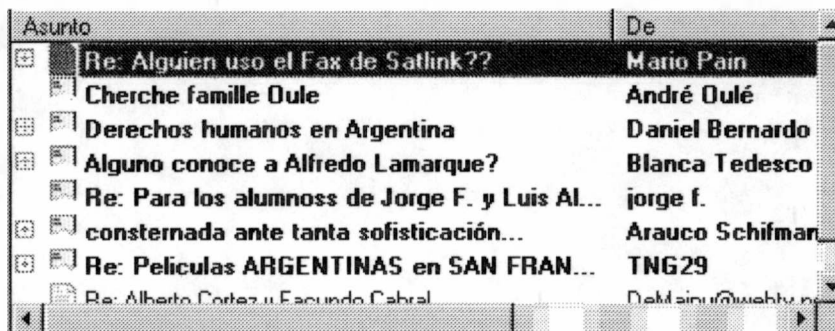 Asunto De
Re: Alguien uso el Fax de Satlink?? Mario Pain
Cherche famille Oule André Oulé
Derechos humanos en Argentina Daniel Bernardo
Alguno conoce a Alfredo Lamarque? Blanca Tedesco
Re: Para los alumnoss de Jorge F. y Luis Al... jorge f.
consternada ante tanta sofisticación... Arauco Schifman
Re: Peliculas ARGENTINAS en SAN FRAN... TNG29
Re: Alberto Cortez y Facundo Cabral